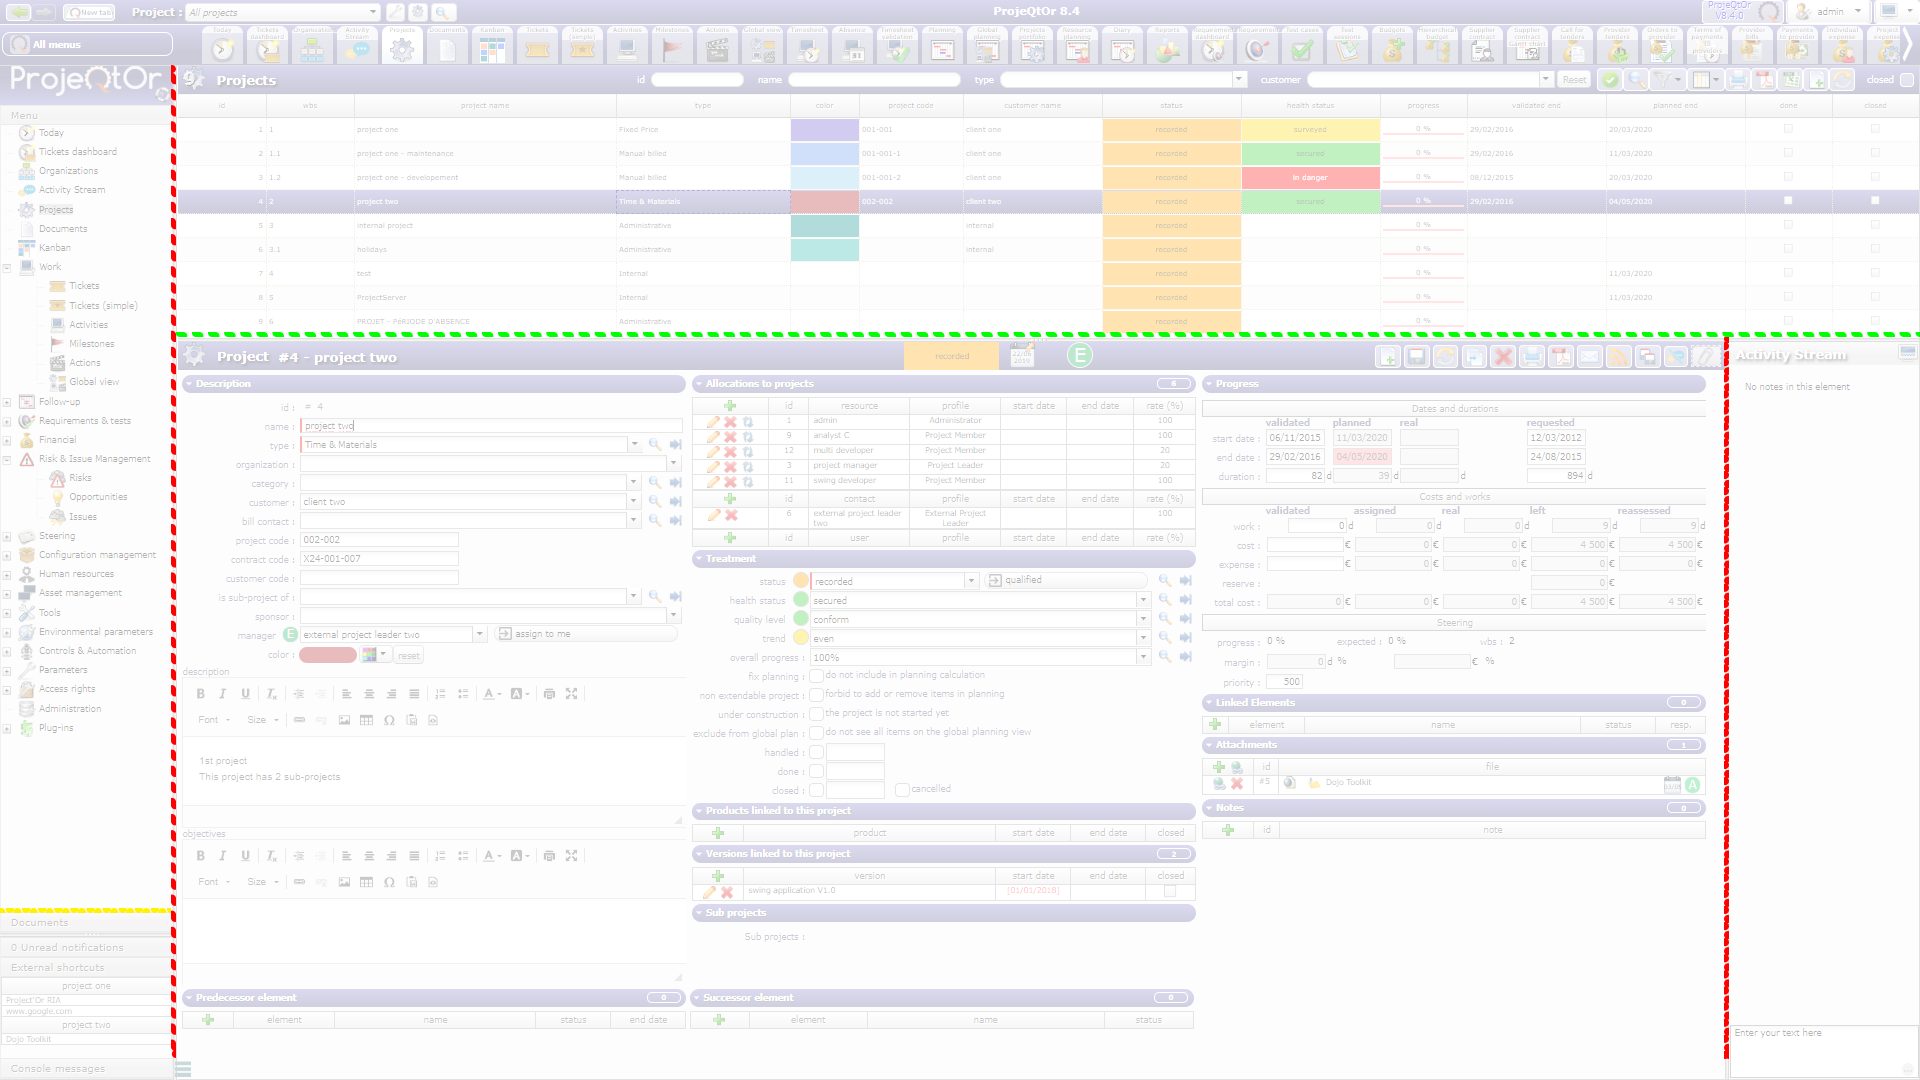 New tab
Project :
All projects
ProjeQtOr 8.4
ProjeQtOr
V8.4.0
admin
All menus
Today
Tickets dashboard
Organizations
Activity Stream
Projects
Documents
Kanban
Tickets
Tickets (simple)
Activities
Milestones
Actions
Global view
Timesheet
Absence
Timesheet validation
Planning
Global planning
Projects portfolio
Resource Planning
Diary
Reports
Requirements dashboard
Requirements
Test cases
Test sessions
Budgets
Hierarchical budget
Supplier contract
Supplier contract Gantt chart
Call for tenders
Provider tenders
Orders to provider
Terms of payments to providers
Provider bills
Payments to provider
Individual expense
Project expense
ProjeQtOr
Projects
id
name
type
customer
Reset
closed
id wbs project name type color project code customer name status health status progress validated end planned end done closed
1 1 project one Fixed Price 001-001 client one recorded surveyed 0 % 29/02/2016 20/03/2020
2 1.1 project one - maintenance Manual billed 001-001-1 client one recorded secured 0 % 29/02/2016 11/03/2020
3 1.2 project one - developement Manual billed 001-001-2 client one recorded in danger 0 % 08/12/2015 20/03/2020
4 2 project two Time & Materials 002-002 client two recorded secured 0 % 29/02/2016 04/05/2020
5 3 internal project Administrative internal recorded 0 %
6 3.1 holidays Administrative internal recorded 0 %
7 4 test Internal recorded 0 % 11/03/2020
8 5 ProjectServer Internal recorded 0 % 11/03/2020
9 6 PROJET - PéRIODE D'ABSENCE Administrative recorded 0 %
Menu
Today
Tickets dashboard
Organizations
Activity Stream
Projects
Documents
Kanban
Work
Tickets
Tickets (simple)
Activities
Milestones
Actions
Global view
Follow-up
Requirements & tests
Financial
Risk & Issue Management
Risks
Opportunities
Issues
Steering
Configuration management
Human resources
Asset management
Tools
Environmental parameters
Controls & Automation
Parameters
Access rights
Administration
Plug-ins
Documents
0 Unread notifications
External shortcuts
project one
Project'Or RIA
www.google.com
project two
Dojo Toolkit
Console messages
Project #4 - project two
recorded
22/06
2019
E
Description
id : # 4
name : project two
type : Time & Materials
organization :
category :
customer : client two
bill contact :
project code : 002-002
contract code : X24-001-007
customer code :
is sub-project of :
sponsor :
manager E external project leader two assign to me
color : reset
description
Font Size
1st project
This project has 2 sub-projects
objectives
Font Size
Predecessor element 0
element name status end date
Allocations to projects 6
id resource profile start date end date rate (%)
1 admin Administrator 100
9 analyst C Project Member 100
12 multi developer Project Member 20
3 project manager Project Leader 20
11 swing developer Project Member 100
id contact profile start date end date rate (%)
6 external project leader two External Project Leader 100
id user profile start date end date rate (%)
Treatment
status : recorded qualified
health status : secured
quality level : conform
trend : even
overall progress : 100%
fix planning : do not include in planning calculation
non extendable project : forbid to add or remove items in planning
under construction : the project is not started yet
exclude from global plan : do not see all items on the global planning view
handled :
done :
closed : cancelled
Products linked to this project
product start date end date closed
Versions linked to this project 2
version start date end date closed
swing application V1.0 [01/01/2018]
Sub projects
Sub projects :
Successor element 0
element name status
Progress
Dates and durations
validated planned real requested
start date : 06/11/2015 11/03/2020 12/03/2012
end date : 29/02/2016 04/05/2020 24/08/2015
duration : 82 d 39 d d 894 d
Costs and works
validated assigned real left reassessed
work : 0 d 0 d 0 d 9 d 9 d
cost : € 0 € 0 € 4 500 € 4 500 €
expense : € 0 € 0 € 0 € 0 €
reserve : 0 €
total cost : 0 € 0 € 0 € 4 500 € 4 500 €
Steering
progress : 0 % expected : 0 % wbs : 2
margin : 0 d % € %
priority : 500
Linked Elements 0
element name status resp.
Attachments 1
id file
#5 Dojo Toolkit A
Notes 0
id note
Activity Stream
No notes in this element
Enter your text here